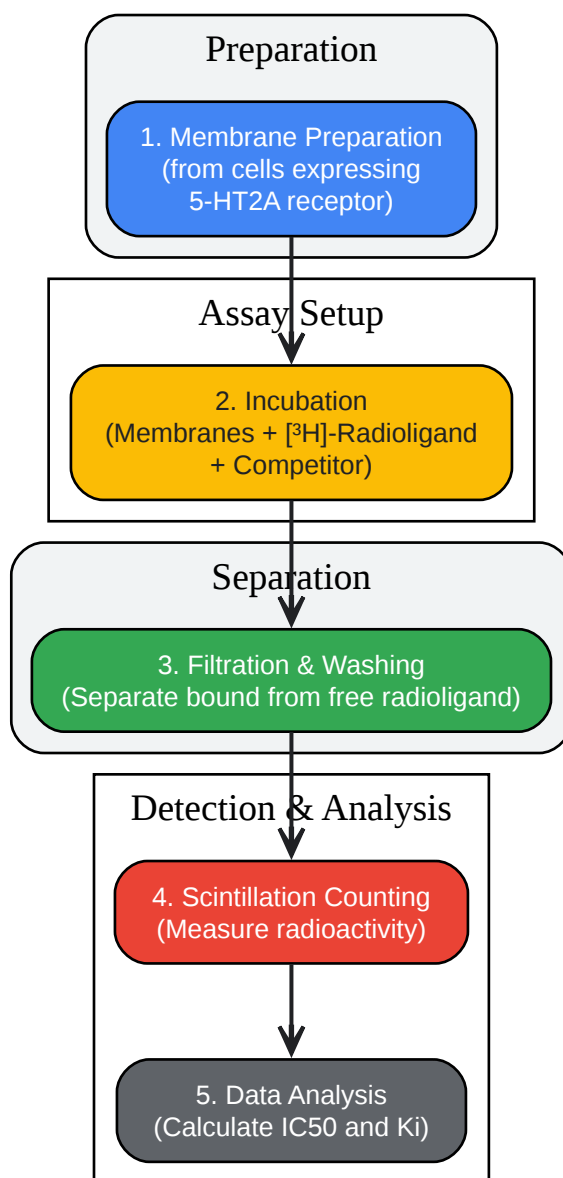 Preparation
1. Membrane Preparation
(from cells expressing
5-HT2A receptor)
Assay Setup
2. Incubation
(Membranes + [³H]-Radioligand
+ Competitor)
Separation
3. Filtration & Washing
(Separate bound from free radioligand)
Detection & Analysis
4. Scintillation Counting
(Measure radioactivity)
5. Data Analysis
(Calculate IC50 and Ki)